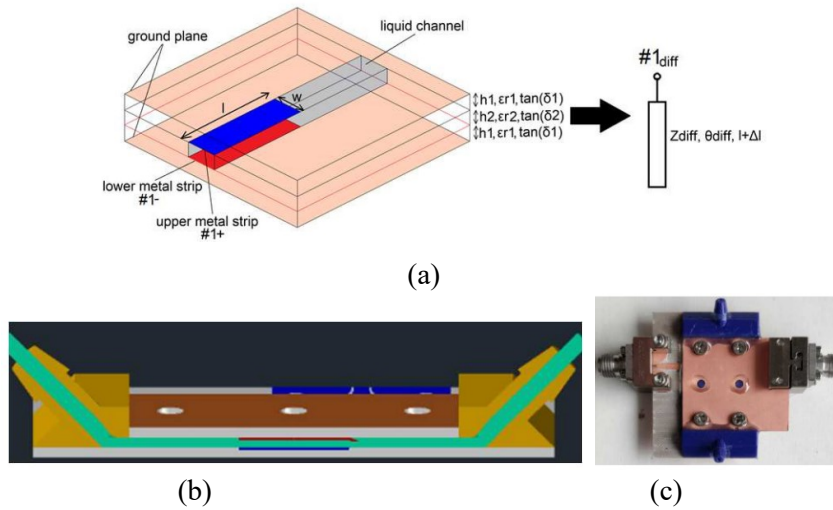 ground plane
liquid channel
l
w
h1,εr1,tan(δ1)
h2,εr2,tan(δ2)
h1,εr1,tan(δ1)
lower metal strip
#1-
upper metal strip
#1+
#1diff
Zdiff, θdiff, l+Δl
(a)
(b)
(c)